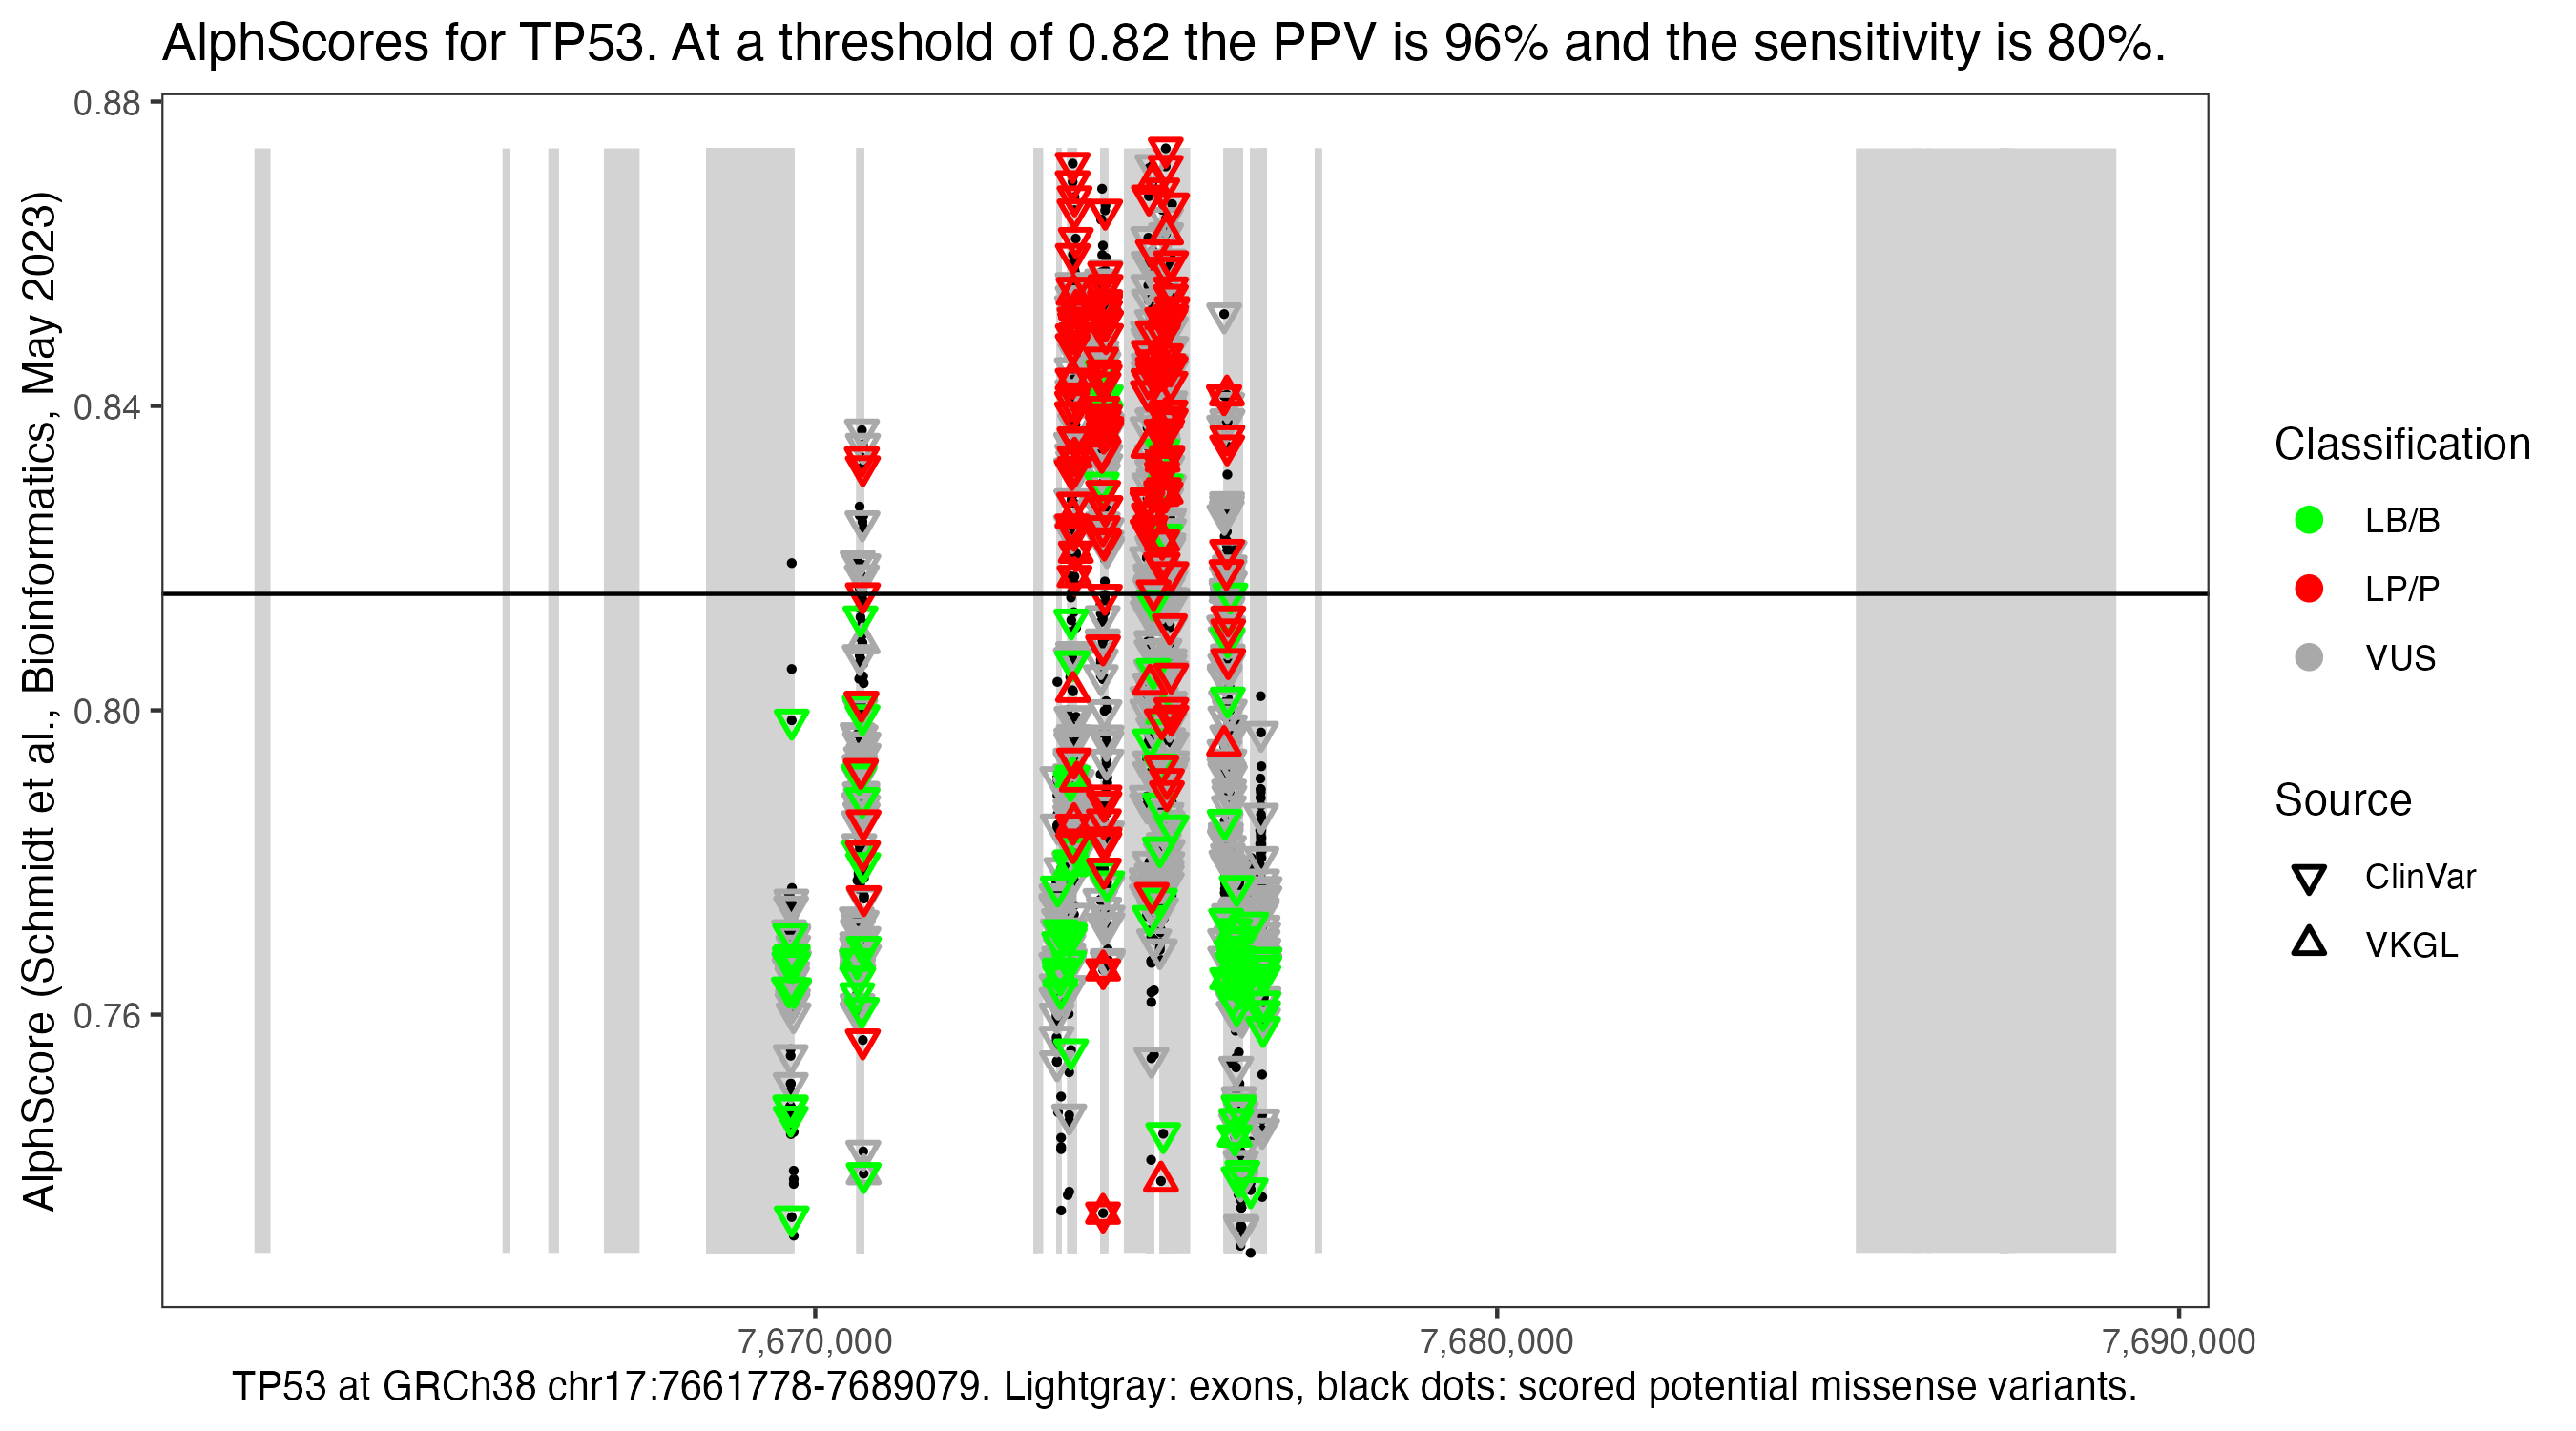 AlphScores for TP53. At a threshold of 0.82 the PPV is 96% and the sensitivity is 80%.
AlphScore (Schmidt et al., Bioinformatics, May 2023)
0.88
0.84
0.80
0.76
7,670,000
7,680,000
7,690,000
TP53 at GRCh38 chr17:7661778-7689079. Lightgray: exons, black dots: scored potential missense variants.
Classification
LB/B
LP/P
VUS
Source
ClinVar
VKGL